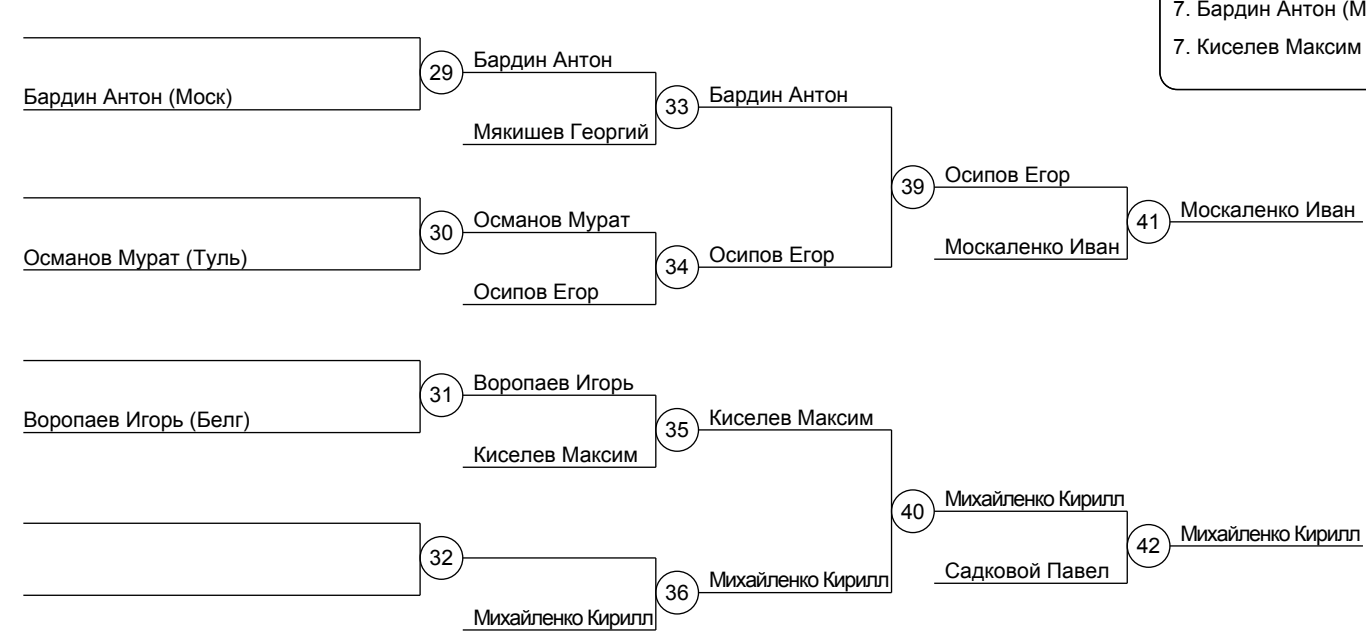 7. Бардин Антон (М
7. Киселев Максим
29 Бардин Антон
Бардин Антон (Моск)
33 Бардин Антон
Мякишев Георгий
39 Осипов Егор
41 Москаленко Иван
30 Османов Мурат
Османов Мурат (Туль)
34 Осипов Егор
Москаленко Иван
Осипов Егор
31 Воропаев Игорь
Воропаев Игорь (Белг)
35 Киселев Максим
Киселев Максим
40 Михайленко Кирилл
42 Михайленко Кирилл
32
36 Михайленко Кирилл
Садковой Павел
Михайленко Кирилл